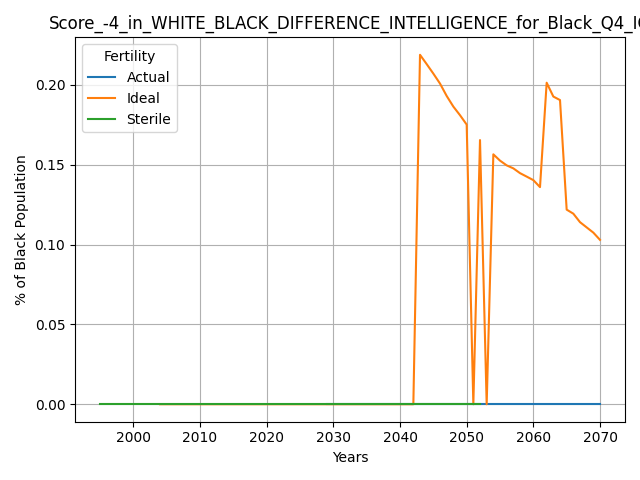 Score_-4_in_WHITE_BLACK_DIFFERENCE_INTELLIGENCE_for_Black_Q4_IQ
Fertility
Actual
Ideal
Sterile
% of Black Population
0.20
0.15
0.10
0.05
0.00
2000 2010 2020 2030 2040 2050 2060 2070
Years